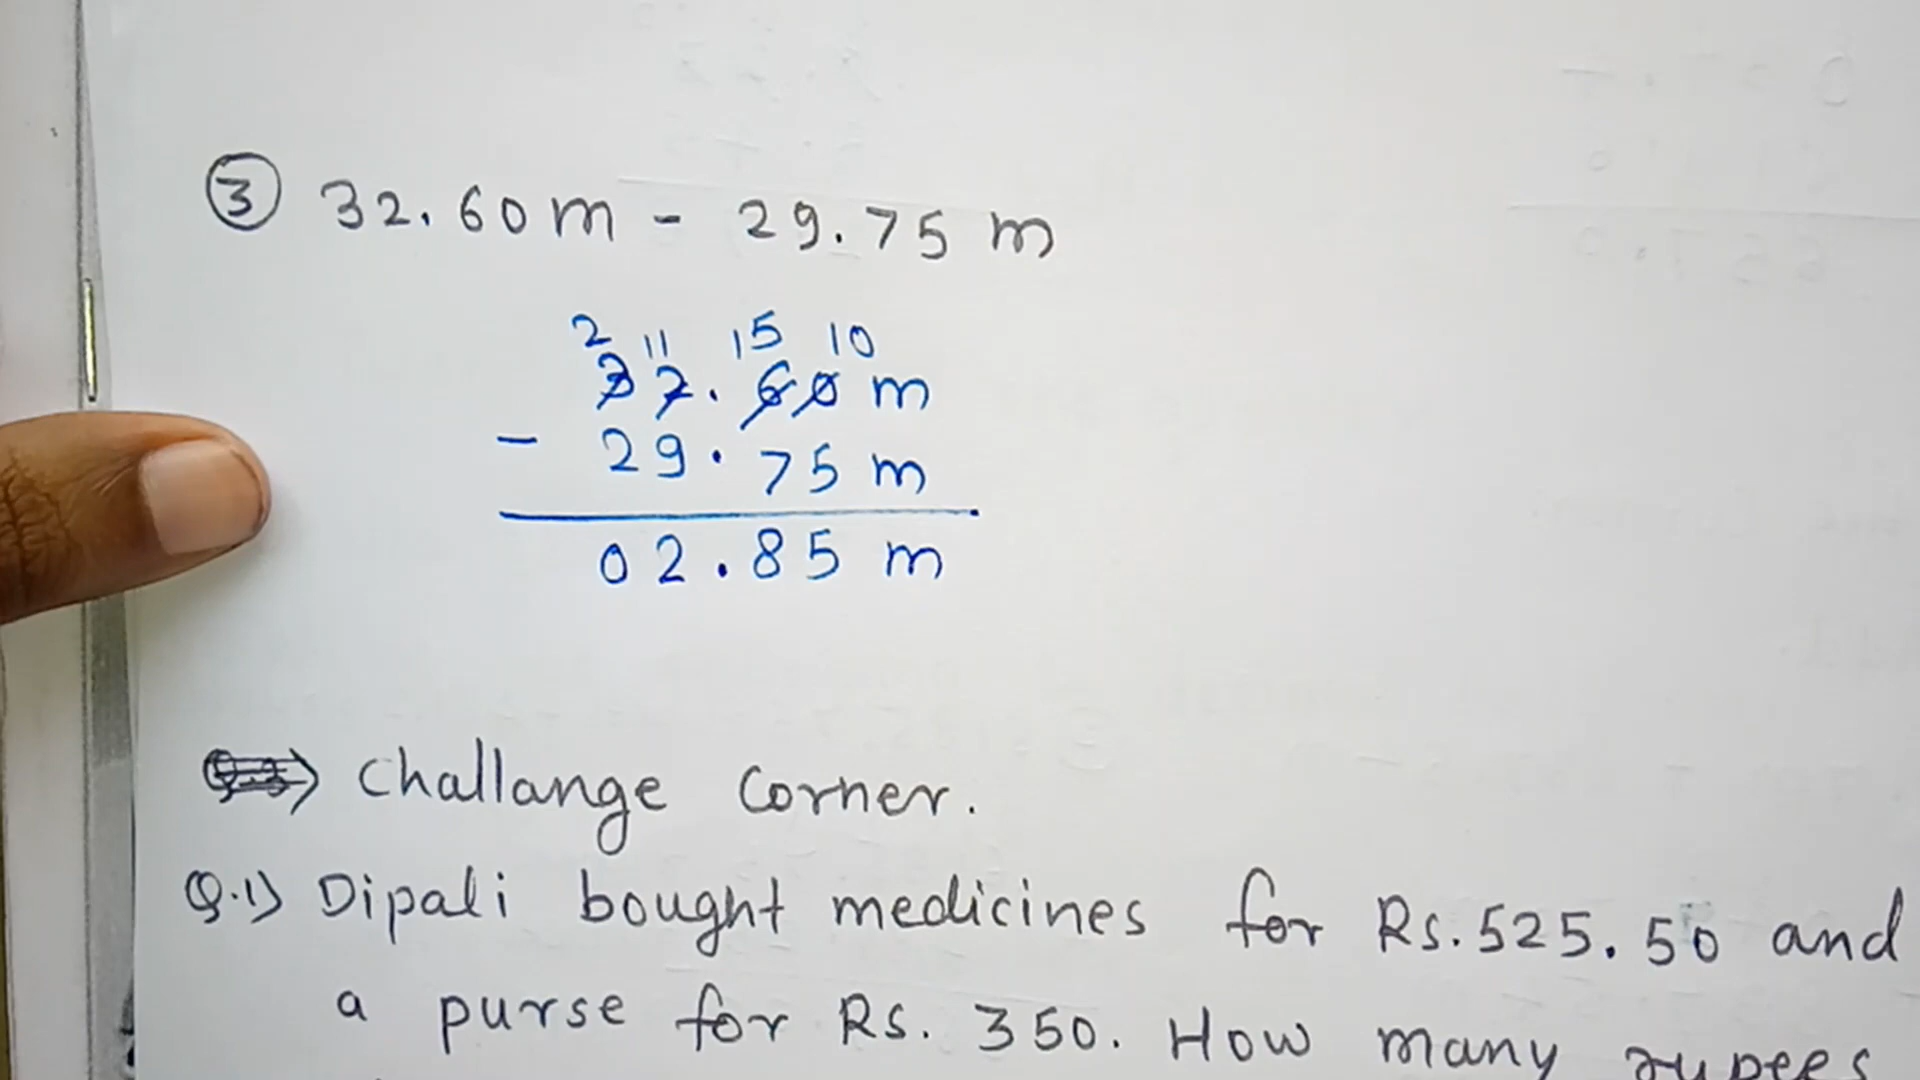 ③ 32.60 m - 29.75 m
2 11 15 10
32.60 m
- 29.75 m
02.85 m
challange corner.
Q.1) Dipali bought medicines for Rs.525.50 and
a purse for Rs. 350. How many rupees